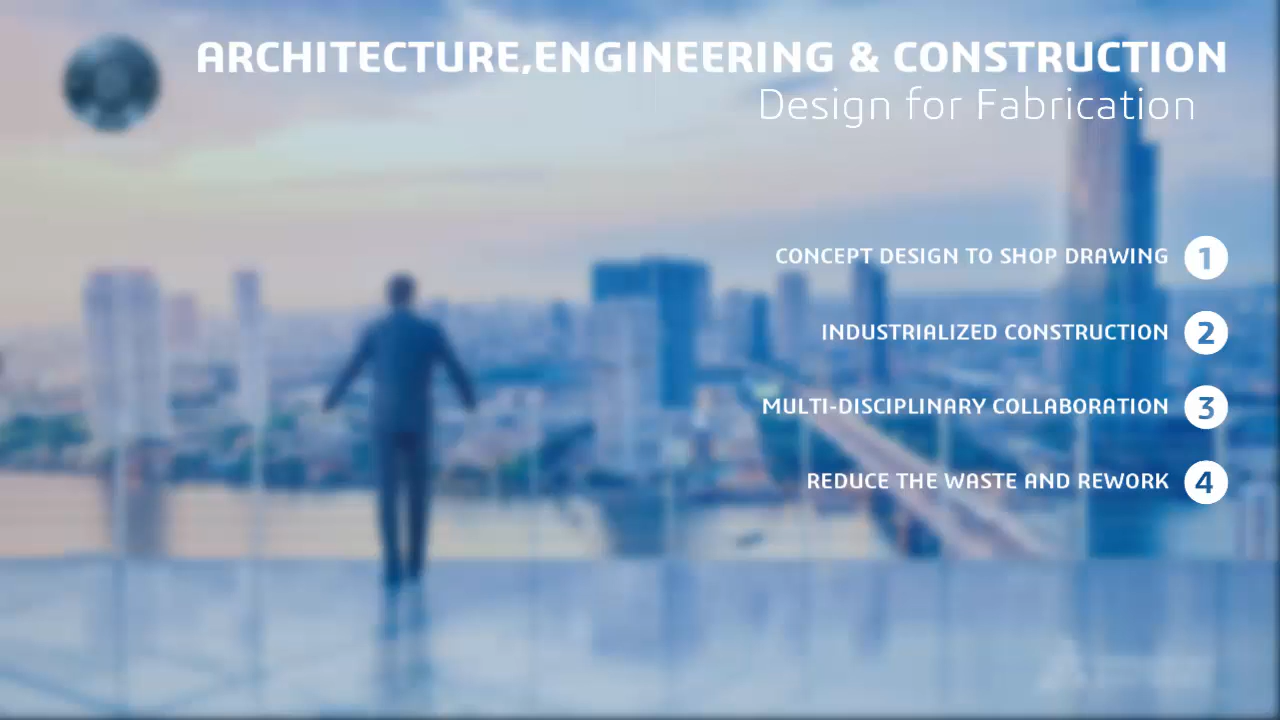 ARCHITECTURE,ENGINEERING & CONSTRUCTION
Design for Fabrication
CONCEPT DESIGN TO SHOP DRAWING 1
INDUSTRIALIZED CONSTRUCTION 2
MULTI-DISCIPLINARY COLLABORATION 3
REDUCE THE WASTE AND REWORK 4